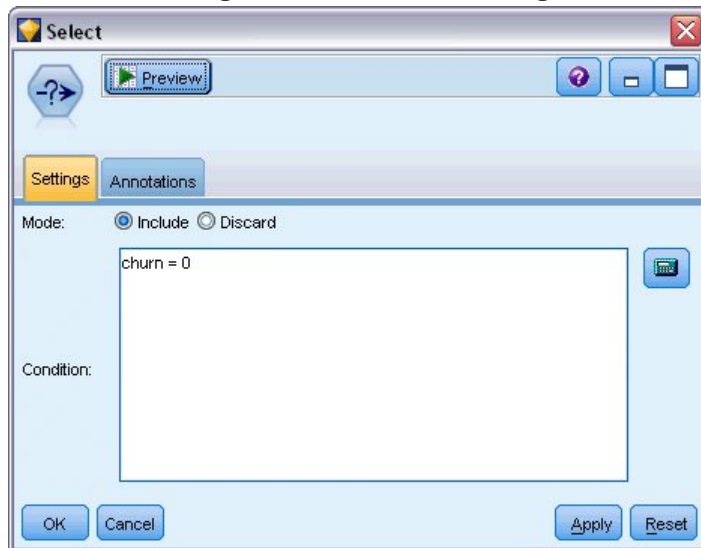 Select
-?➤
Preview
?
Settings Annotations
Mode: Include Discard
churn = 0
Condition:
OK Cancel Apply Reset